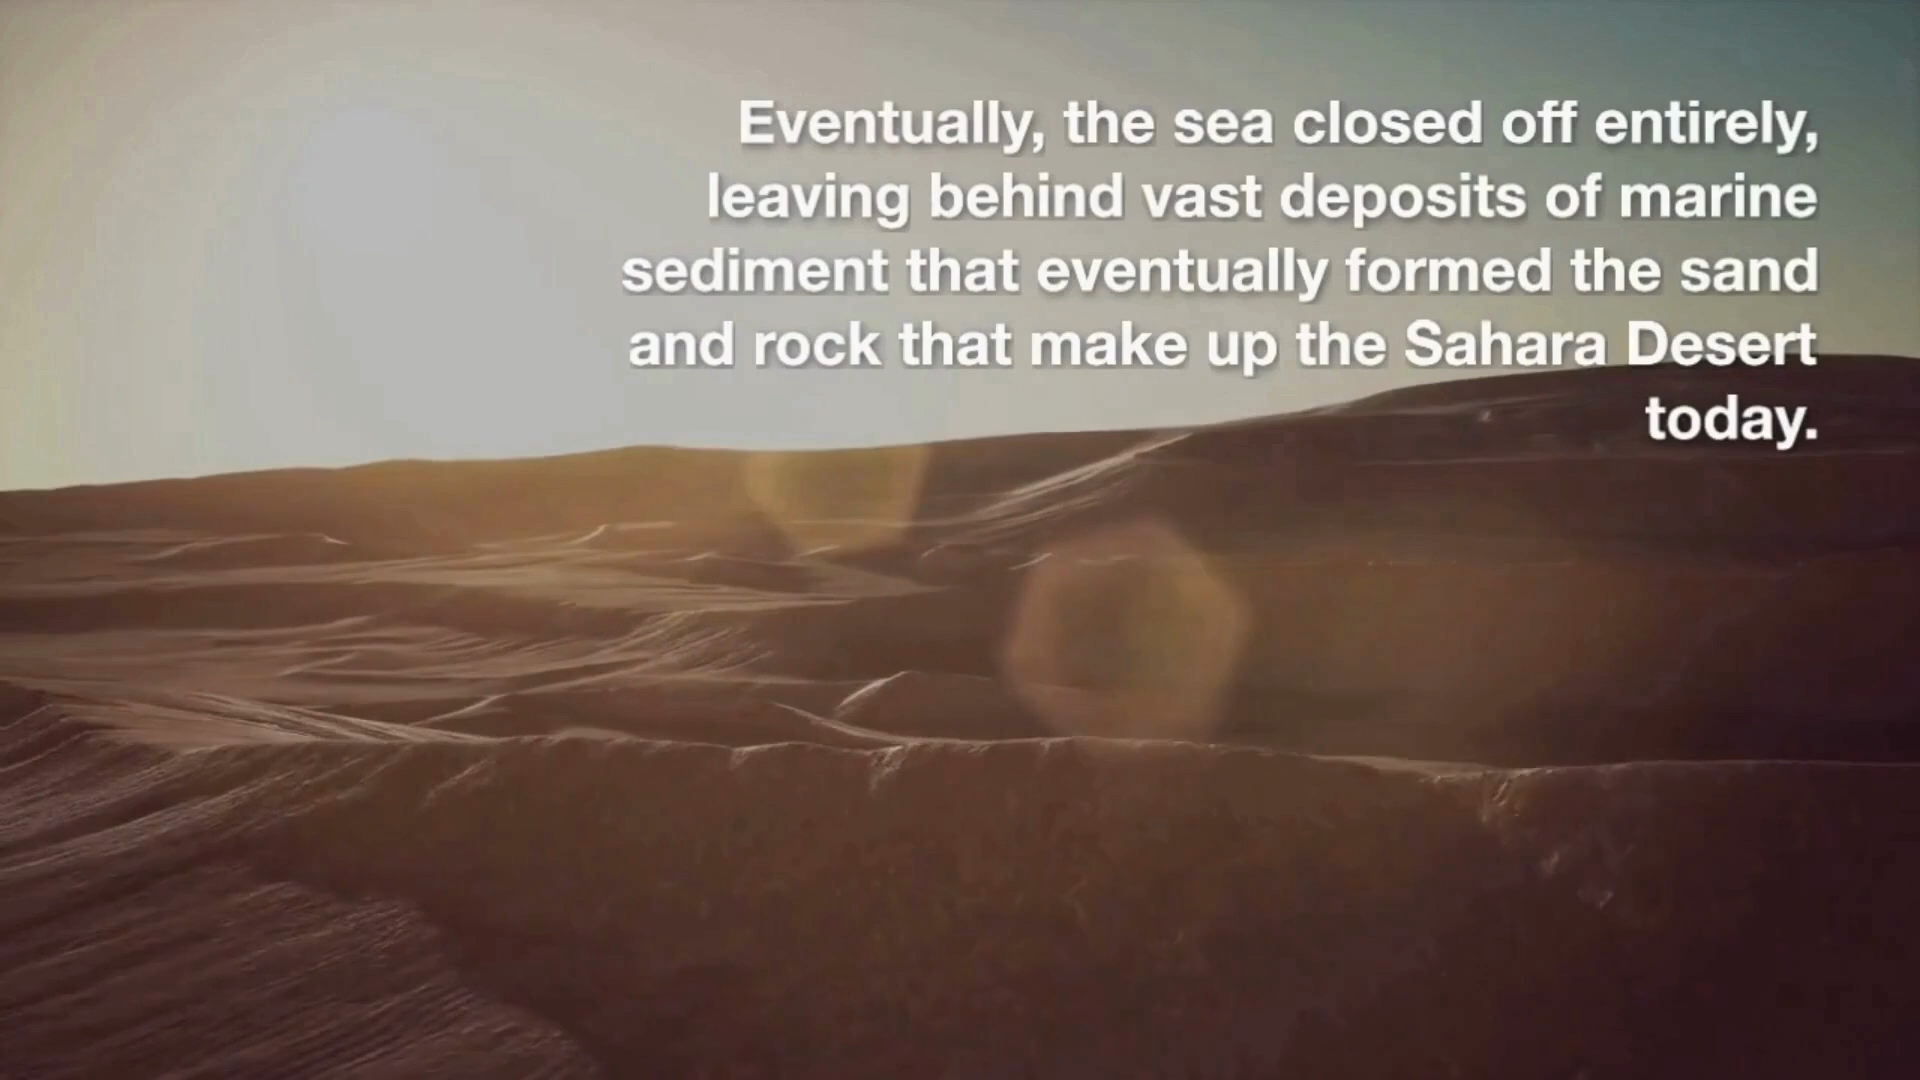 Eventually, the sea closed off entirely,
leaving behind vast deposits of marine
sediment that eventually formed the sand
and rock that make up the Sahara Desert
today.